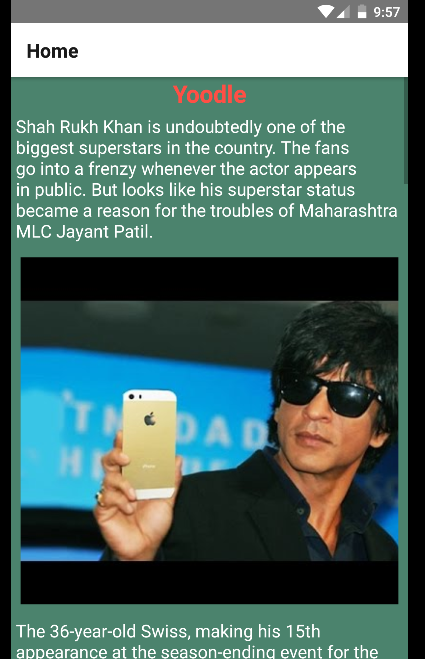 9:57
Home
Yoodle
Shah Rukh Khan is undoubtedly one of the
biggest superstars in the country. The fans
go into a frenzy whenever the actor appears
in public. But looks like his superstar status
became a reason for the troubles of Maharashtra
MLC Jayant Patil.
iPhone
The 36-year-old Swiss, making his 15th
appearance at the season-ending event for the